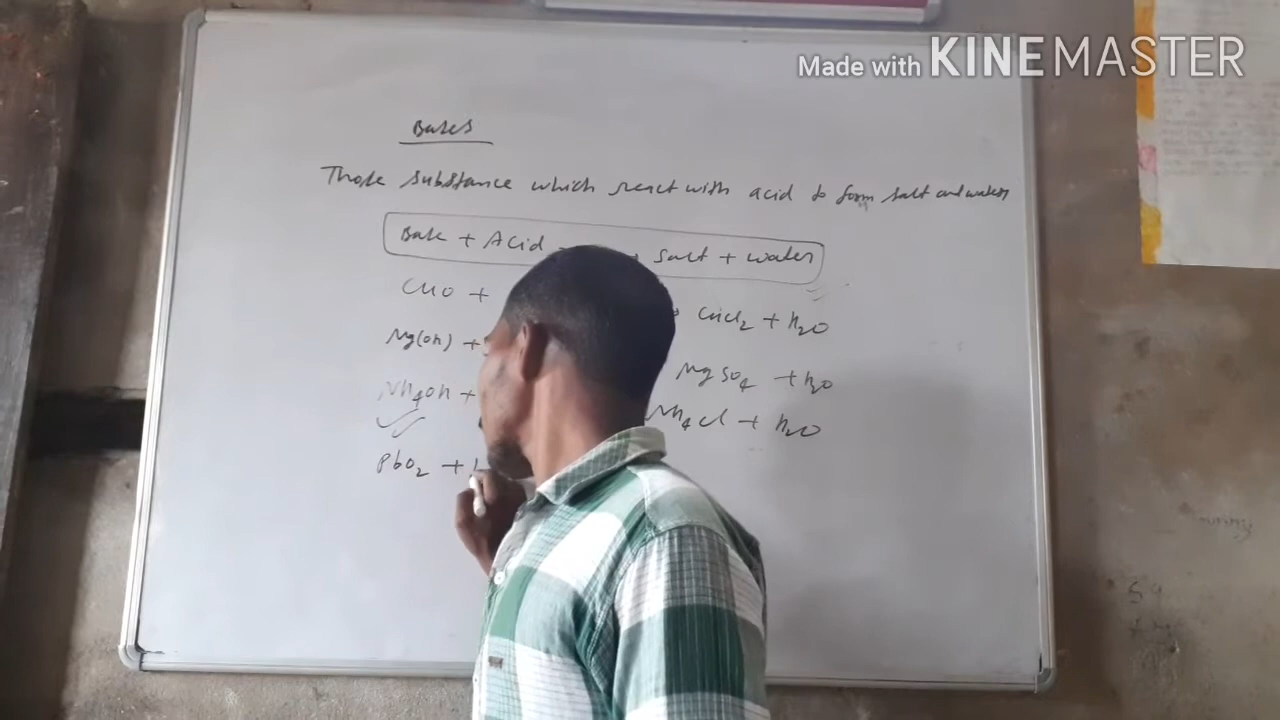 Made with KINEMASTER
Bases
Those substance which react with acid to form salt and water
Base + Acid salt + water
CuO + CuCl2 + H2O
Mg(OH) + MgSO4 + H2O
NH4OH + NH4Cl + H2O
PbO2 +